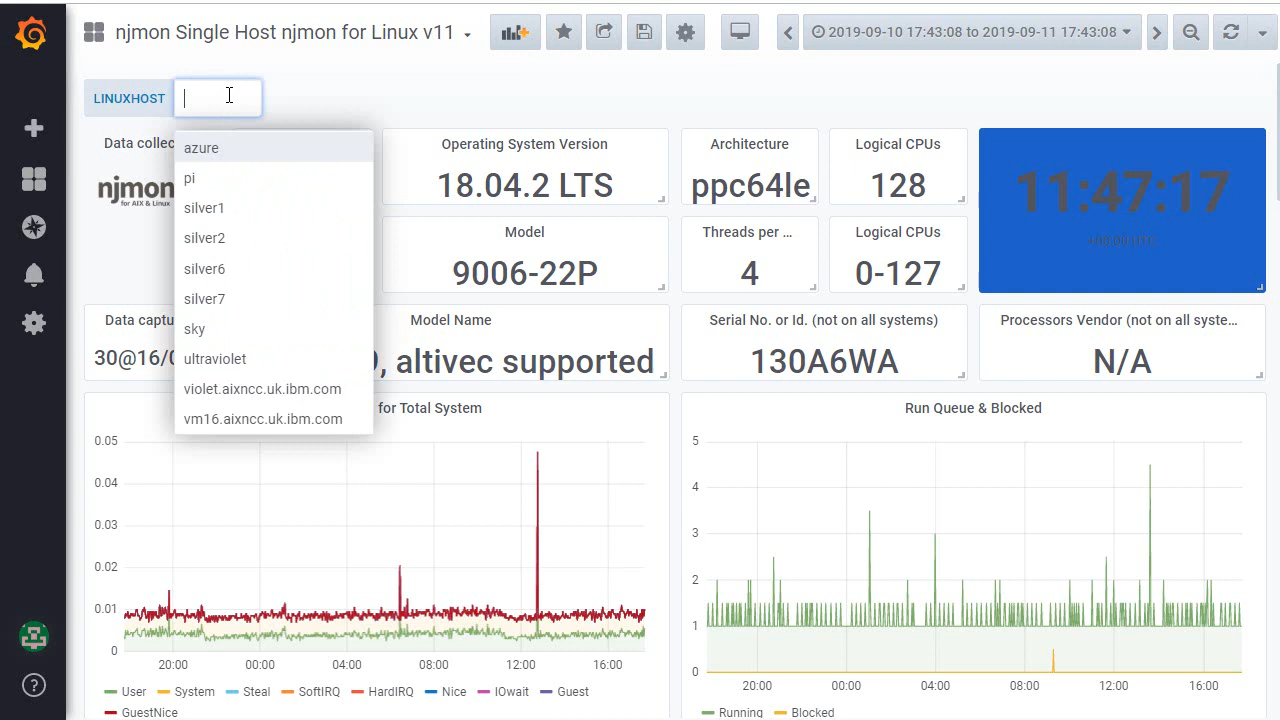 njmon Single Host njmon for Linux v11
2019-09-10 17:43:08 to 2019-09-11 17:43:08
LINUXHOST
azure
pi
silver1
silver2
silver6
silver7
sky
ultraviolet
violet.aixncc.uk.ibm.com
vm16.aixncc.uk.ibm.com
Data collec
njmon
for AIX & Linux
Operating System Version
18.04.2 LTS
Architecture
ppc64le
Logical CPUs
128
11:47:17
Model
9006-22P
Threads per ...
4
Logical CPUs
0-127
Data captu
30@16/0
Model Name
, altivec supported
Serial No. or Id. (not on all systems)
130A6WA
Processors Vendor (not on all syste...
N/A
for Total System
0.05
0.04
0.03
0.02
0.01
0
20:00 00:00 04:00 08:00 12:00 16:00
User System Steal SoftIRQ HardIRQ Nice IOwait Guest
GuestNice
Run Queue & Blocked
5
4
3
2
1
0
20:00 00:00 04:00 08:00 12:00 16:00
Running Blocked